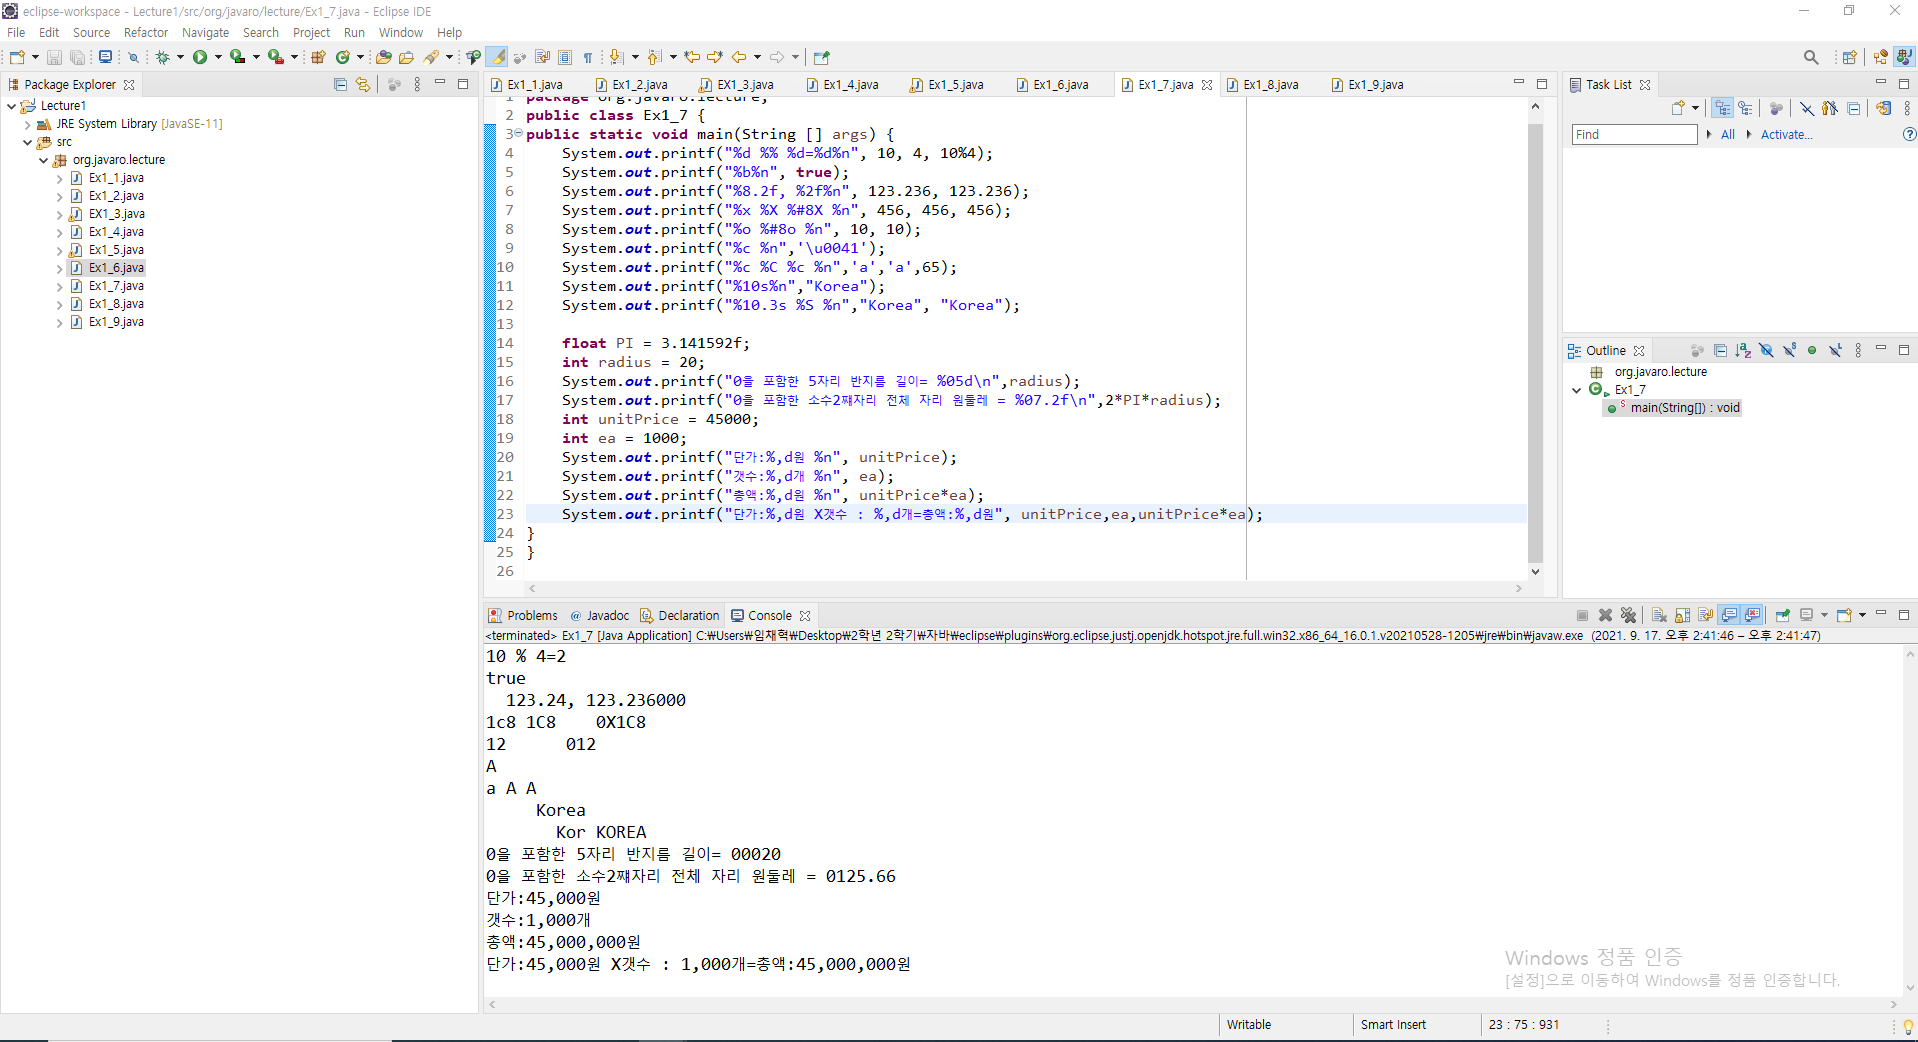 eclipse-workspace - Lecture1/src/org/javaro/lecture/Ex1_7.java - Eclipse IDE
File Edit Source Refactor Navigate Search Project Run Window Help
Package Explorer
Lecture1
JRE System Library [JavaSE-11]
src
org.javaro.lecture
Ex1_1.java
Ex1_2.java
EX1_3.java
Ex1_4.java
Ex1_5.java
Ex1_6.java
Ex1_7.java
Ex1_8.java
Ex1_9.java
Ex1_1.java Ex1_2.java EX1_3.java Ex1_4.java Ex1_5.java Ex1_6.java Ex1_7.java Ex1_8.java Ex1_9.java
1 package org.javaro.lecture;
2 public class Ex1_7 {
3 public static void main(String [] args) {
4 System.out.printf("%d %% %d=%d%n", 10, 4, 10%4);
5 System.out.printf("%b%n", true);
6 System.out.printf("%8.2f, %2f%n", 123.236, 123.236);
7 System.out.printf("%x %X %#8X %n", 456, 456, 456);
8 System.out.printf("%o %#8o %n", 10, 10);
9 System.out.printf("%c %n",'\u0041');
10 System.out.printf("%c %C %c %n",'a','a',65);
11 System.out.printf("%10s%n","Korea");
12 System.out.printf("%10.3s %S %n","Korea", "Korea");
13
14 float PI = 3.141592f;
15 int radius = 20;
16 System.out.printf("0을 포함한 5자리 반지름 길이= %05d\n",radius);
17 System.out.printf("0을 포함한 소수2쨰자리 전체 자리 원둘레 = %07.2f\n",2*PI*radius);
18 int unitPrice = 45000;
19 int ea = 1000;
20 System.out.printf("단가:%,d원 %n", unitPrice);
21 System.out.printf("갯수:%,d개 %n", ea);
22 System.out.printf("총액:%,d원 %n", unitPrice*ea);
23 System.out.printf("단가:%,d원 X갯수 : %,d개=총액:%,d원", unitPrice,ea,unitPrice*ea);
24 }
25 }
26
Task List
Find All Activate...
Outline
org.javaro.lecture
Ex1_7
main(String[]) : void
Problems Javadoc Declaration Console
<terminated> Ex1_7 [Java Application] C:₩Users₩임채혁₩Desktop₩2학년 2학기₩자바₩eclipse₩plugins₩org.eclipse.justj.openjdk.hotspot.jre.full.win32.x86_64_16.0.1.v20210528-1205₩jre₩bin₩javaw.exe (2021. 9. 17. 오후 2:41:46 – 오후 2:41:47)
10 % 4=2
true
123.24, 123.236000
1c8 1C8 0X1C8
12 012
A
a A A
Korea
Kor KOREA
0을 포함한 5자리 반지름 길이= 00020
0을 포함한 소수2쨰자리 전체 자리 원둘레 = 0125.66
단가:45,000원
갯수:1,000개
총액:45,000,000원
단가:45,000원 X갯수 : 1,000개=총액:45,000,000원
Windows 정품 인증
[설정]으로 이동하여 Windows를 정품 인증합니다.
Writable Smart Insert 23 : 75 : 931